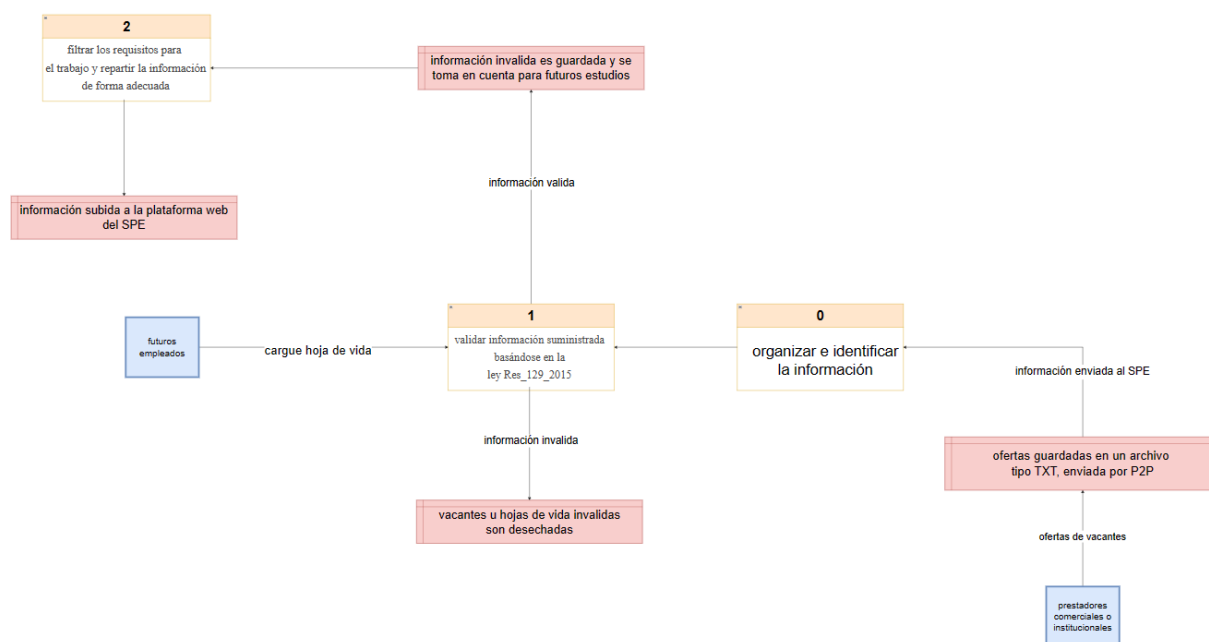 2
filtrar los requisitos para
el trabajo y repartir la información
de forma adecuada
información invalida es guardada y se
toma en cuenta para futuros estudios
información valida
información subida a la plataforma web
del SPE
futuros
empleados
cargue hoja de vida
1
validar información suministrada
basándose en la
ley Res_129_2015
0
organizar e identificar
la información
información enviada al SPE
información invalida
ofertas guardadas en un archivo
tipo TXT, enviada por P2P
vacantes u hojas de vida invalidas
son desechadas
ofertas de vacantes
prestadores
comerciales o
institucionales